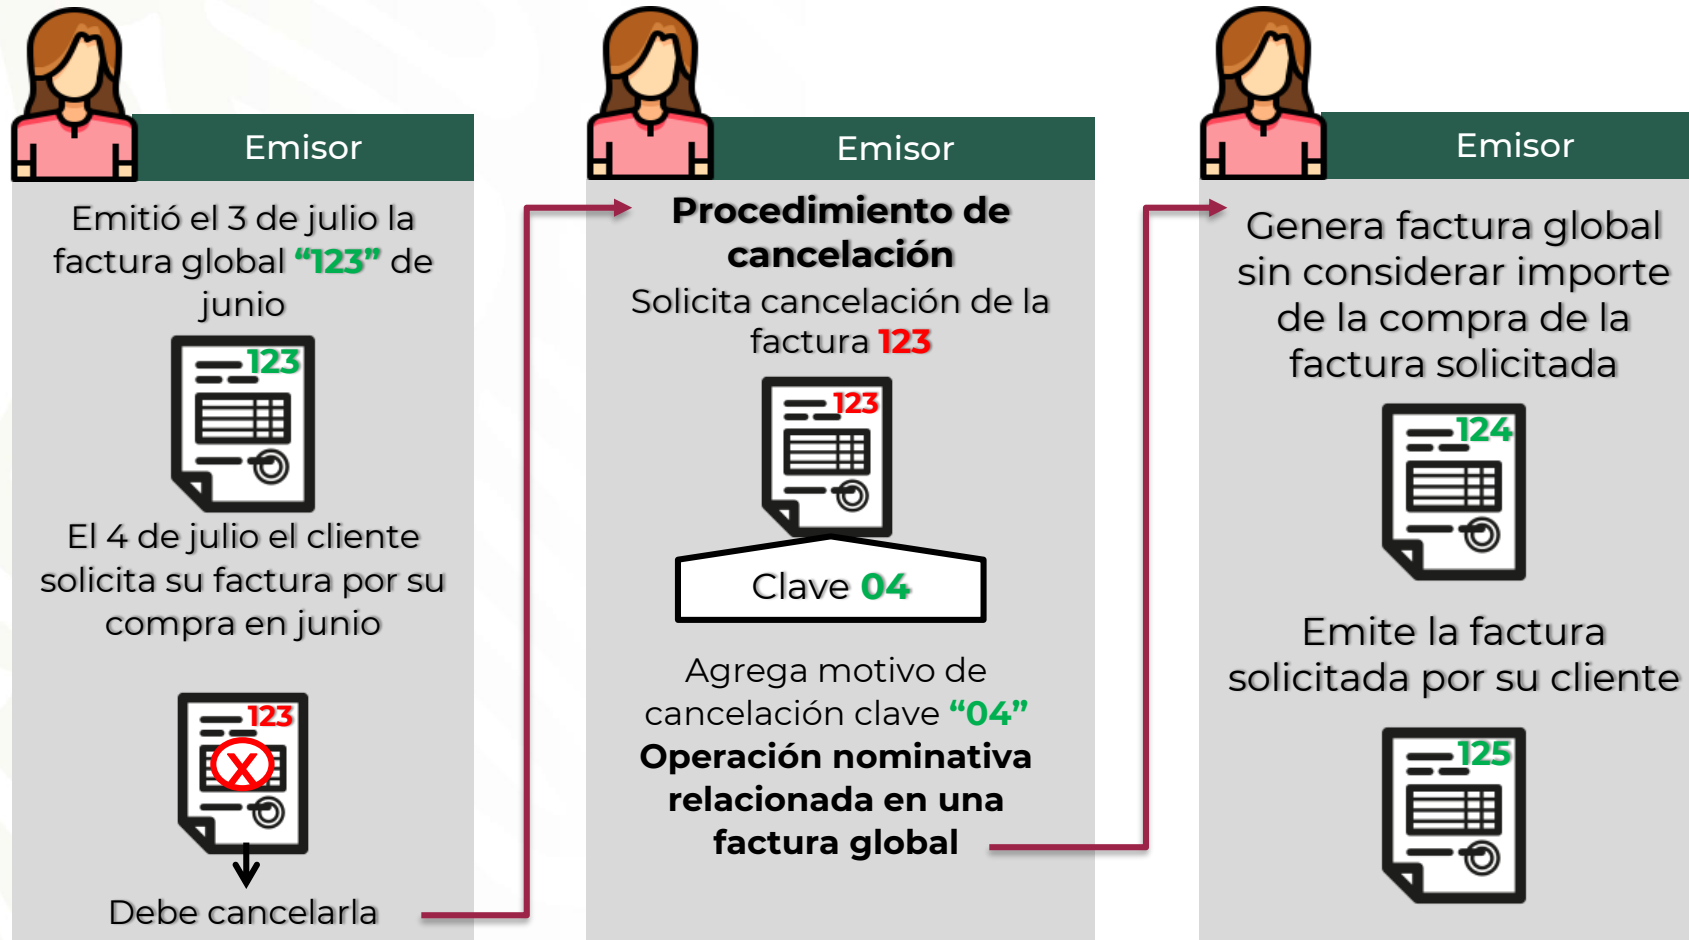 Emisor
Emitió el 3 de julio la
factura global “123” de
junio
123
El 4 de julio el cliente
solicita su factura por su
compra en junio
123
X
Debe cancelarla
Emisor
Procedimiento de
cancelación
Solicita cancelación de la
factura 123
123
Clave 04
Agrega motivo de
cancelación clave “04”
Operación nominativa
relacionada en una
factura global
Emisor
Genera factura global
sin considerar importe
de la compra de la
factura solicitada
124
Emite la factura
solicitada por su cliente
125